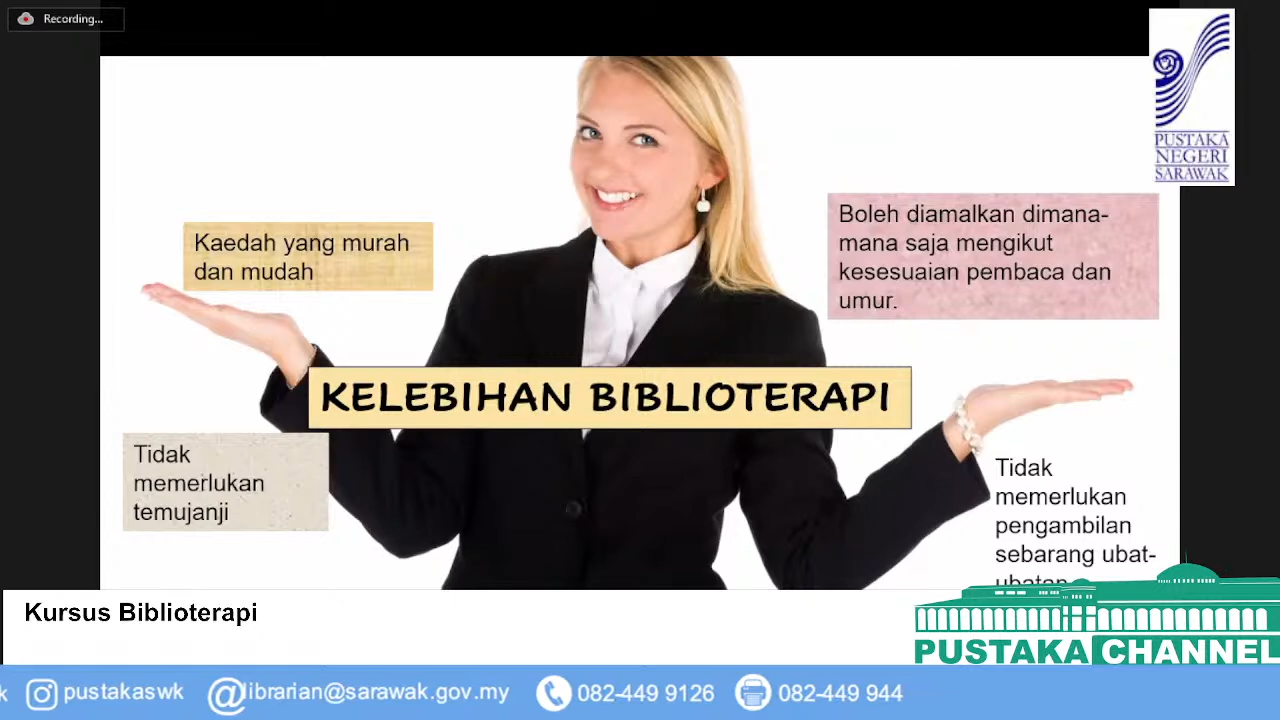 Recording...
PUSTAKA
NEGERI
SARAWAK
Kaedah yang murah
dan mudah
Boleh diamalkan dimana-
mana saja mengikut
kesesuaian pembaca dan
umur.
KELEBIHAN BIBLIOTERAPI
Tidak
memerlukan
temujanji
Tidak
memerlukan
pengambilan
sebarang ubat-
ubatan
Kursus Biblioterapi
PUSTAKA CHANNEL
k pustakaswk @librarian@sarawak.gov.my 082-449 9126 082-449 944